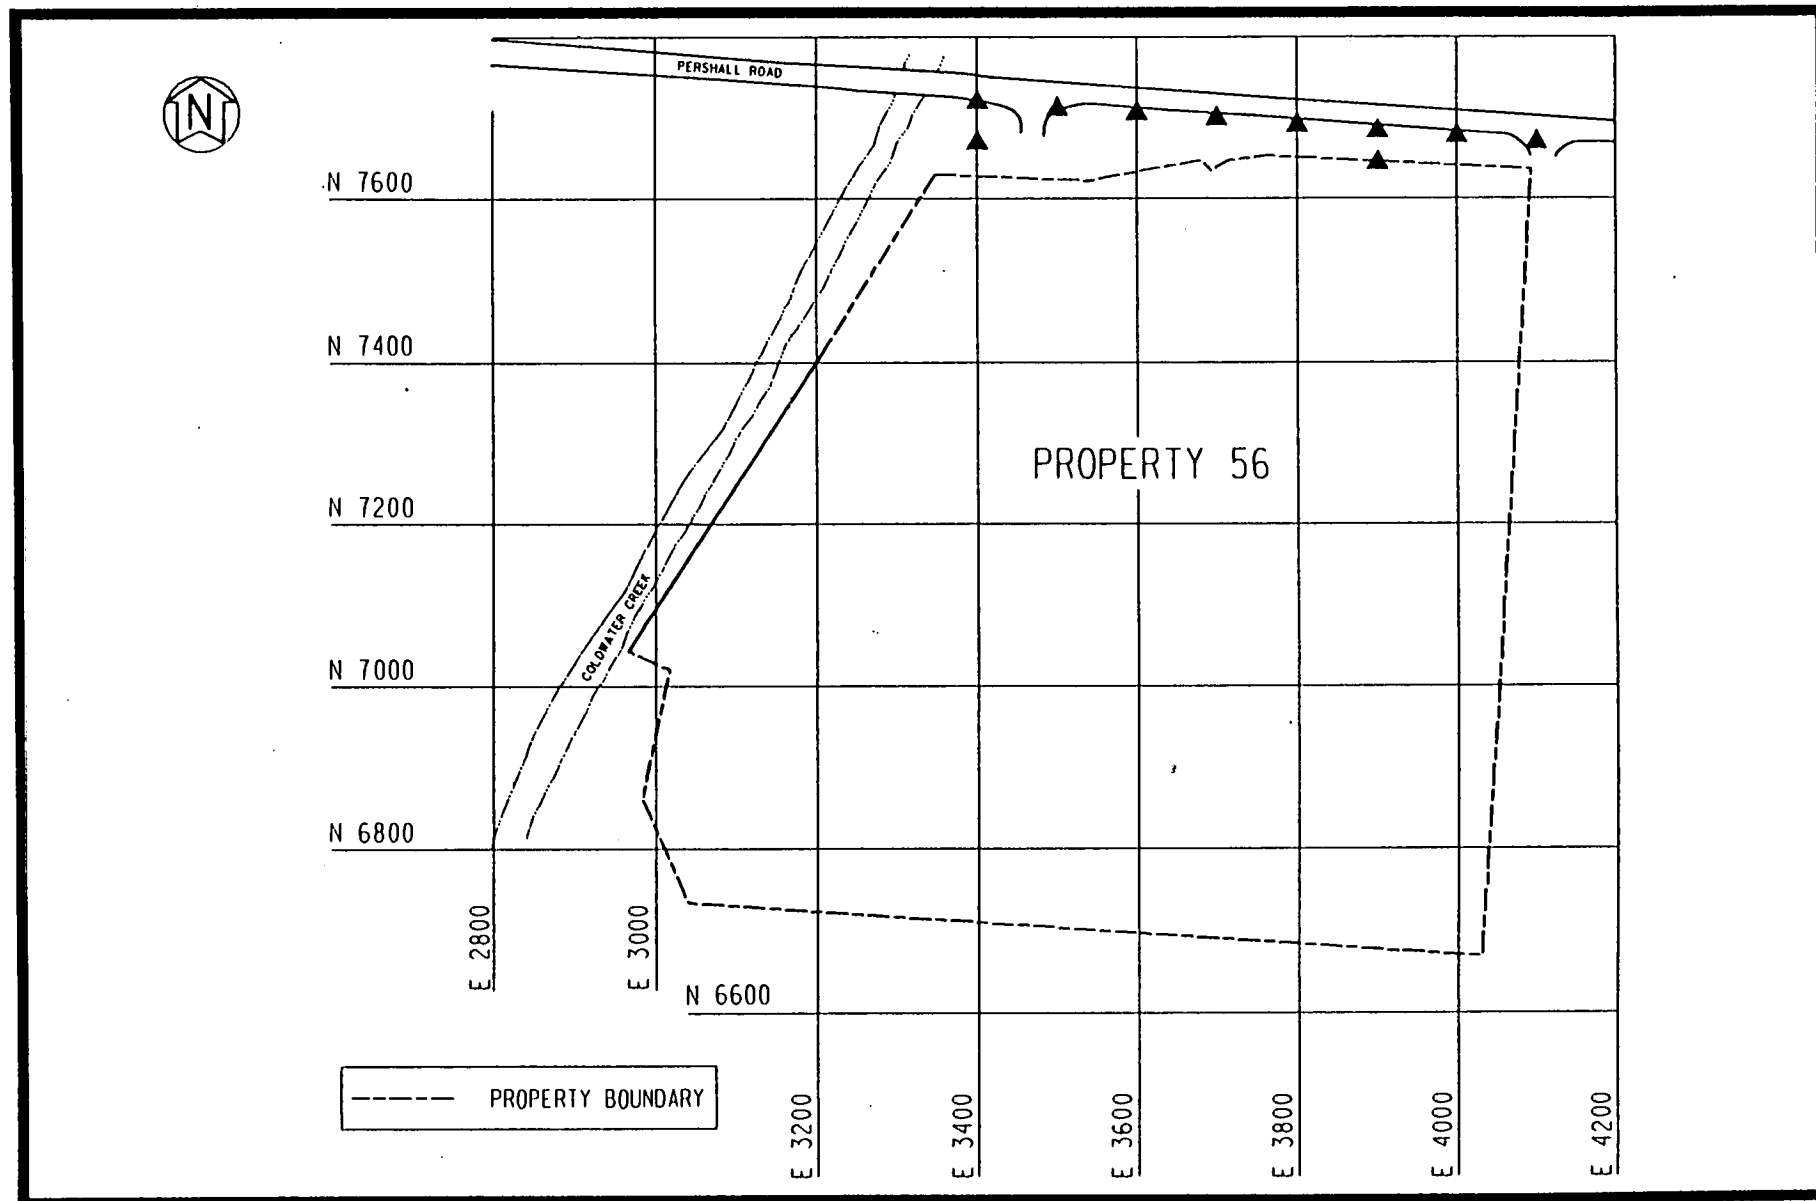 PERSHALL ROAD
N
N 7600
N 7400
PROPERTY 56
N 7200
COLDWATER CREEK
N 7000
N 6800
E 2800
E 3000
N 6600
PROPERTY BOUNDARY
E 3200
E 3400
E 3600
E 3800
E 4000
E 4200